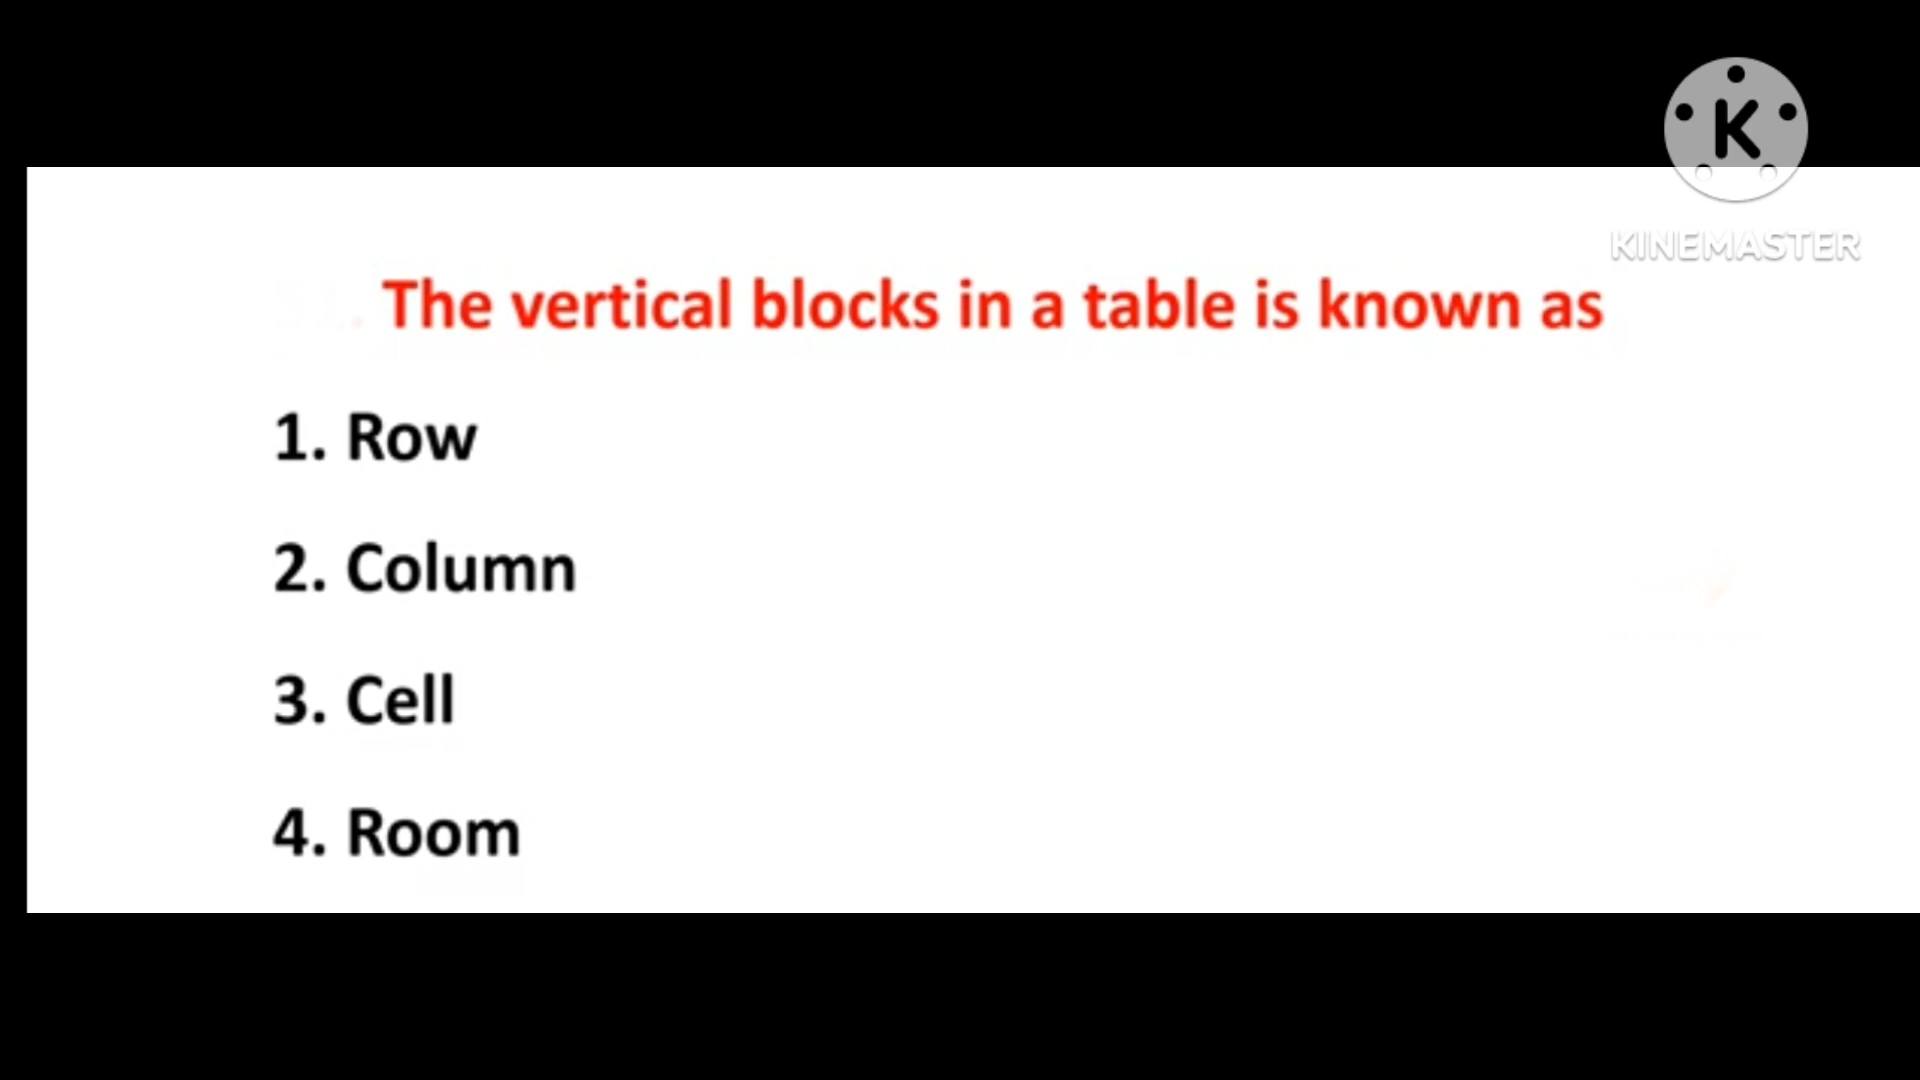 K
KINEMASTER
The vertical blocks in a table is known as
1. Row
2. Column
3. Cell
4. Room